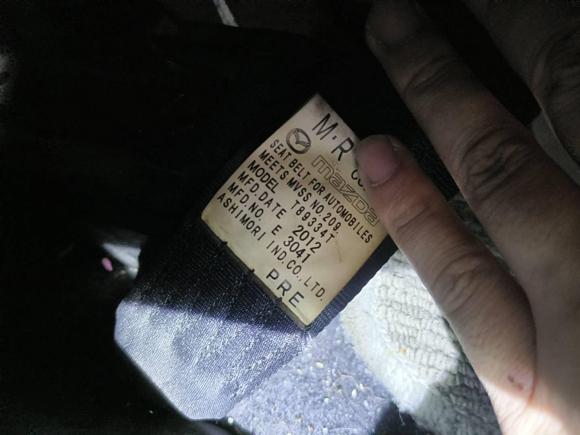 M·R
mazda
SEAT BELT FOR AUTOMOBILES
MEETS MVSS NO.209.
MODEL T89334T
MFD.DATE 2012
MFD.NO. E 3041
ASHIMORI IND.CO.,LTD.
PRE